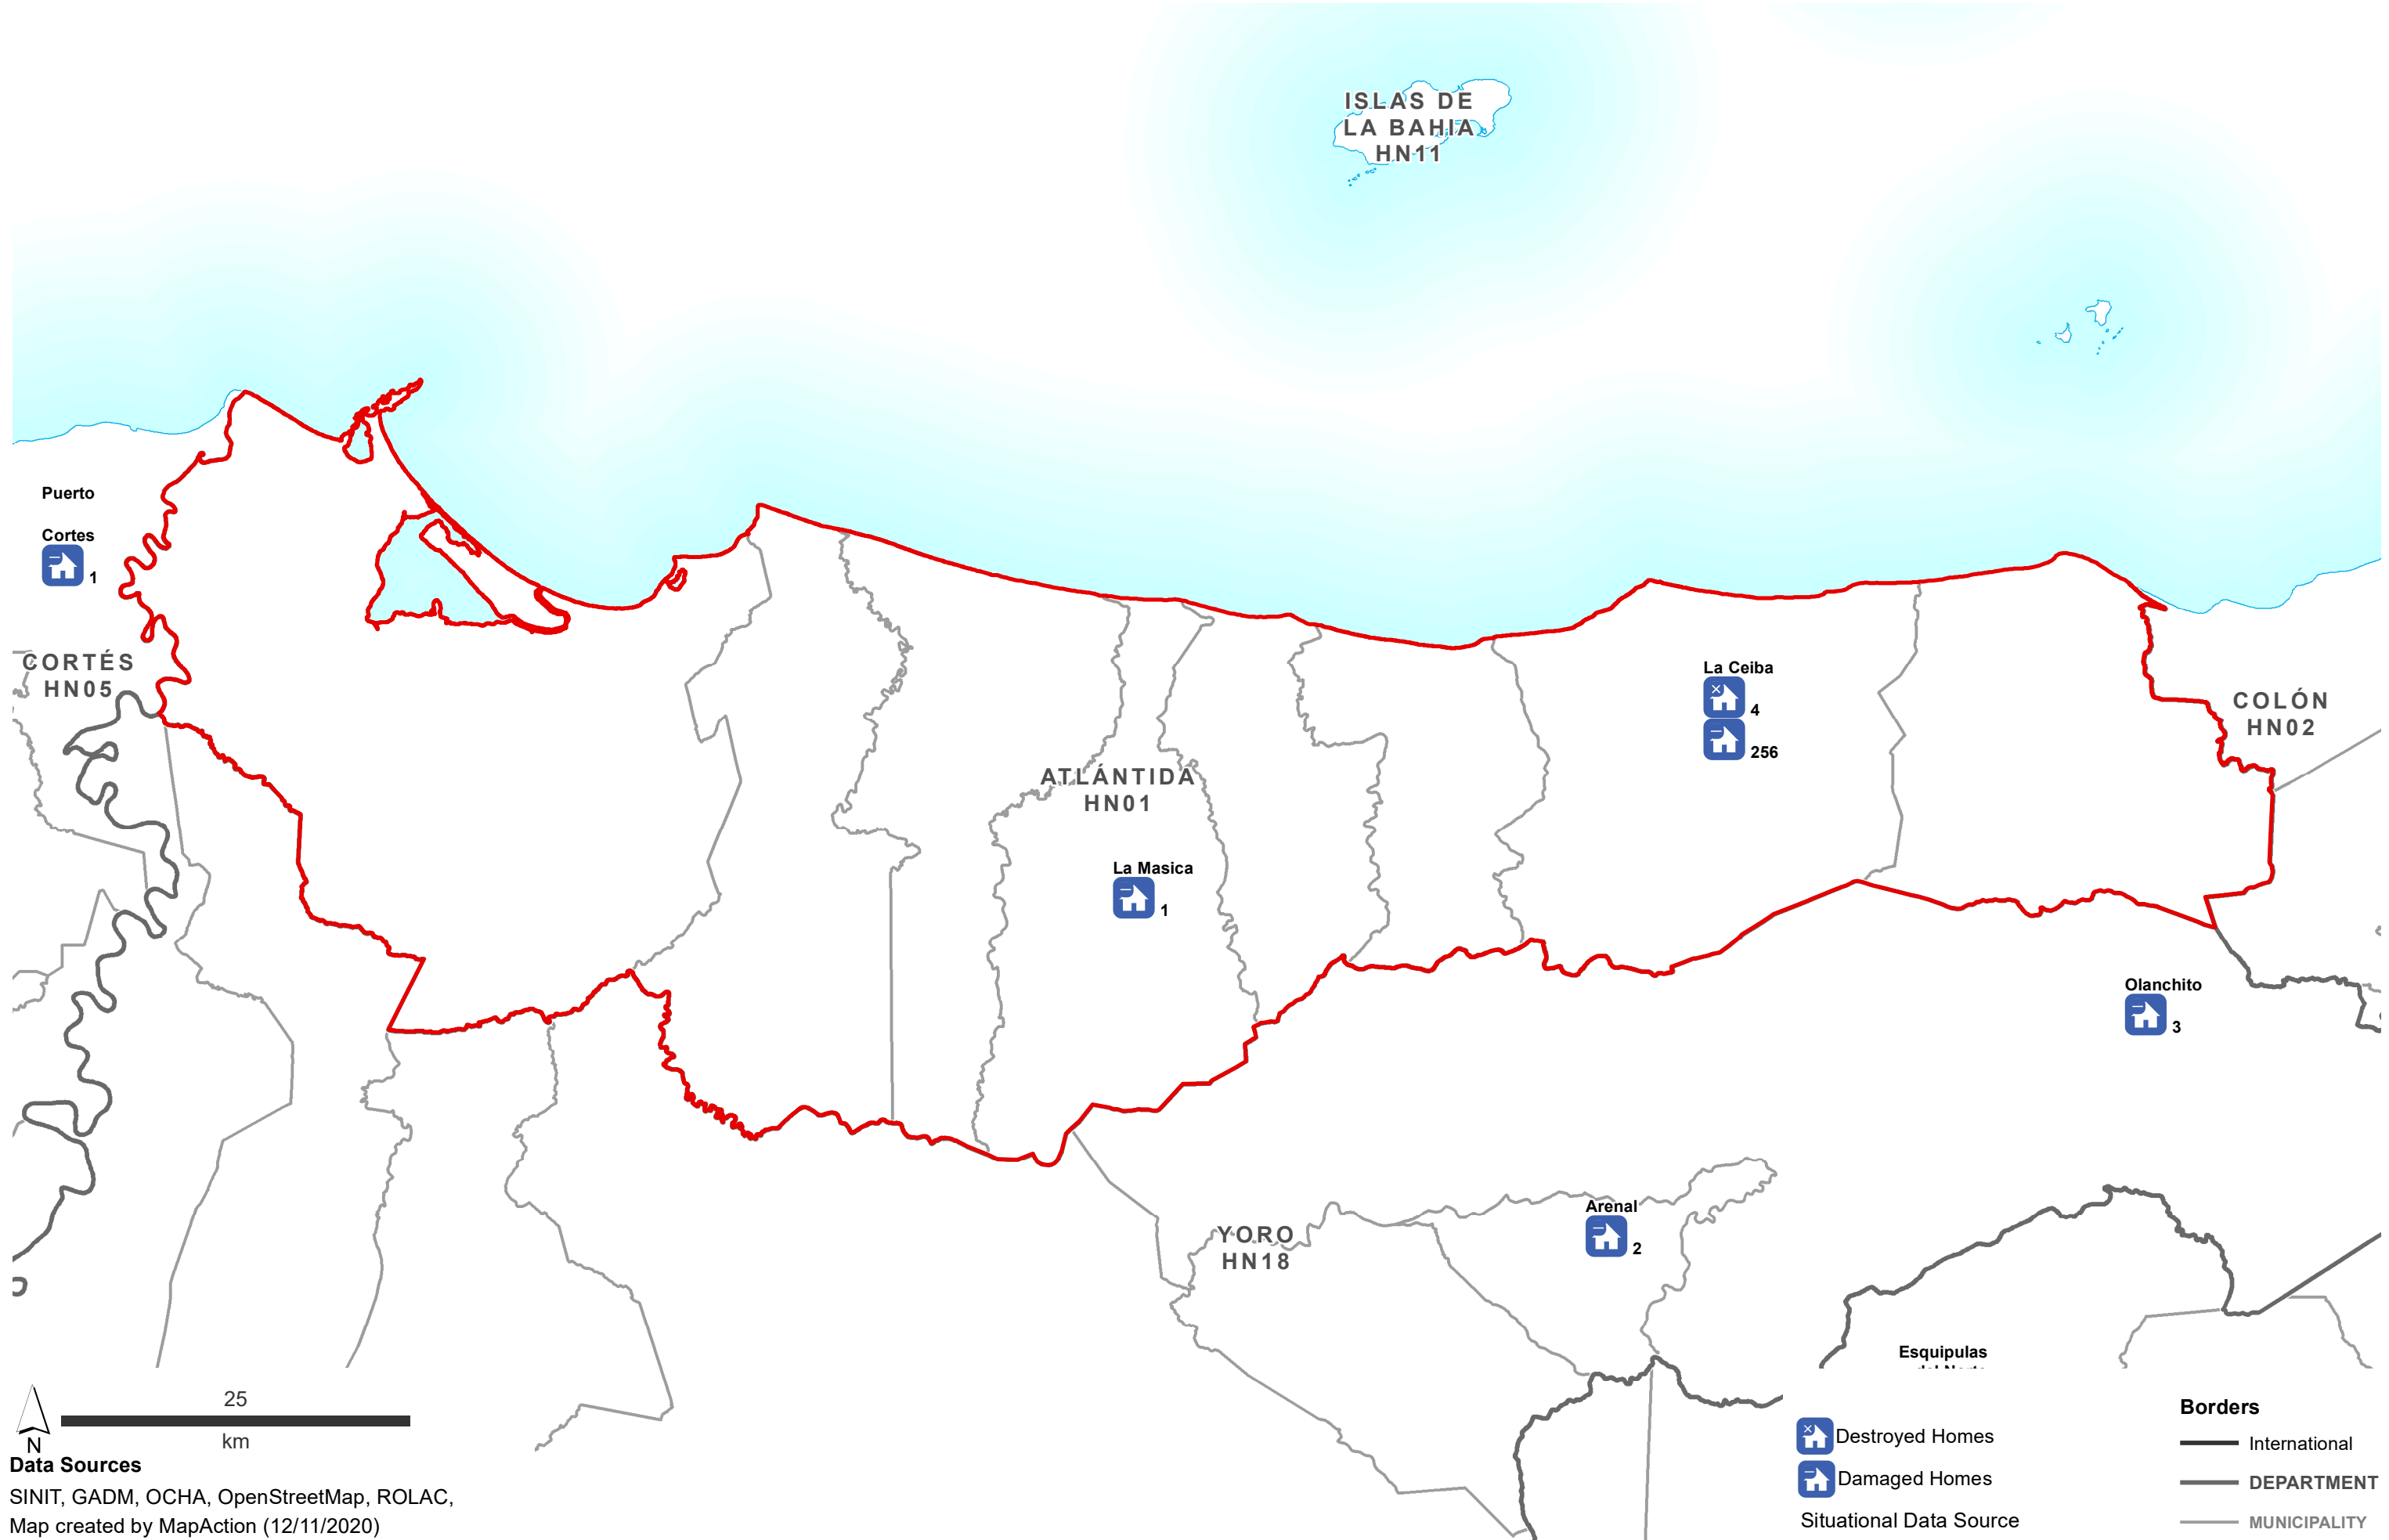 ISLAS DE
LA BAHIA
HN11
Puerto
Cortes
1
CORTÉS
HN05
La Ceiba
4
256
COLÓN
HN02
ATLÁNTIDA
HN01
La Masica
1
Olanchito
3
Arenal
2
YORO
HN18
Esquipulas
25
km
N
Data Sources
SINIT, GADM, OCHA, OpenStreetMap, ROLAC,
Map created by MapAction (12/11/2020)
Destroyed Homes
Damaged Homes
Situational Data Source
Borders
International
DEPARTMENT
MUNICIPALITY